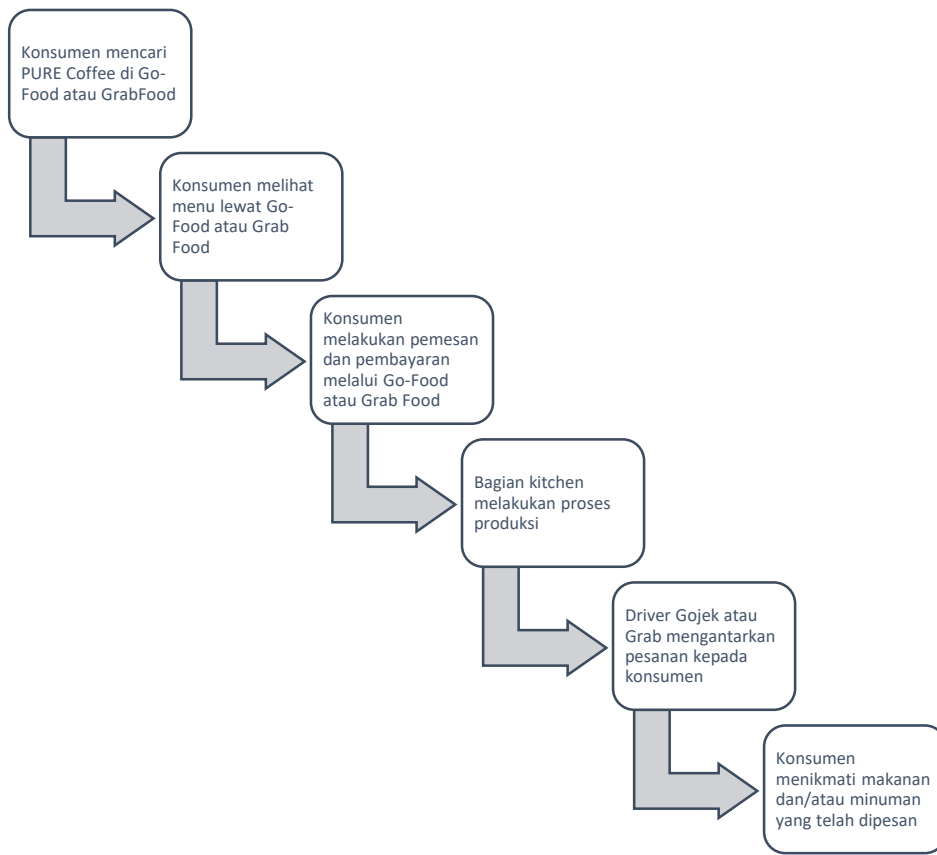 Konsumen mencari
PURE Coffee di Go-
Food atau GrabFood
Konsumen melihat
menu lewat Go-
Food atau Grab
Food
Konsumen
melakukan pemesan
dan pembayaran
melalui Go-Food
atau Grab Food
Bagian kitchen
melakukan proses
produksi
Driver Gojek atau
Grab mengantarkan
pesanan kepada
konsumen
Konsumen
menikmati makanan
dan/atau minuman
yang telah dipesan